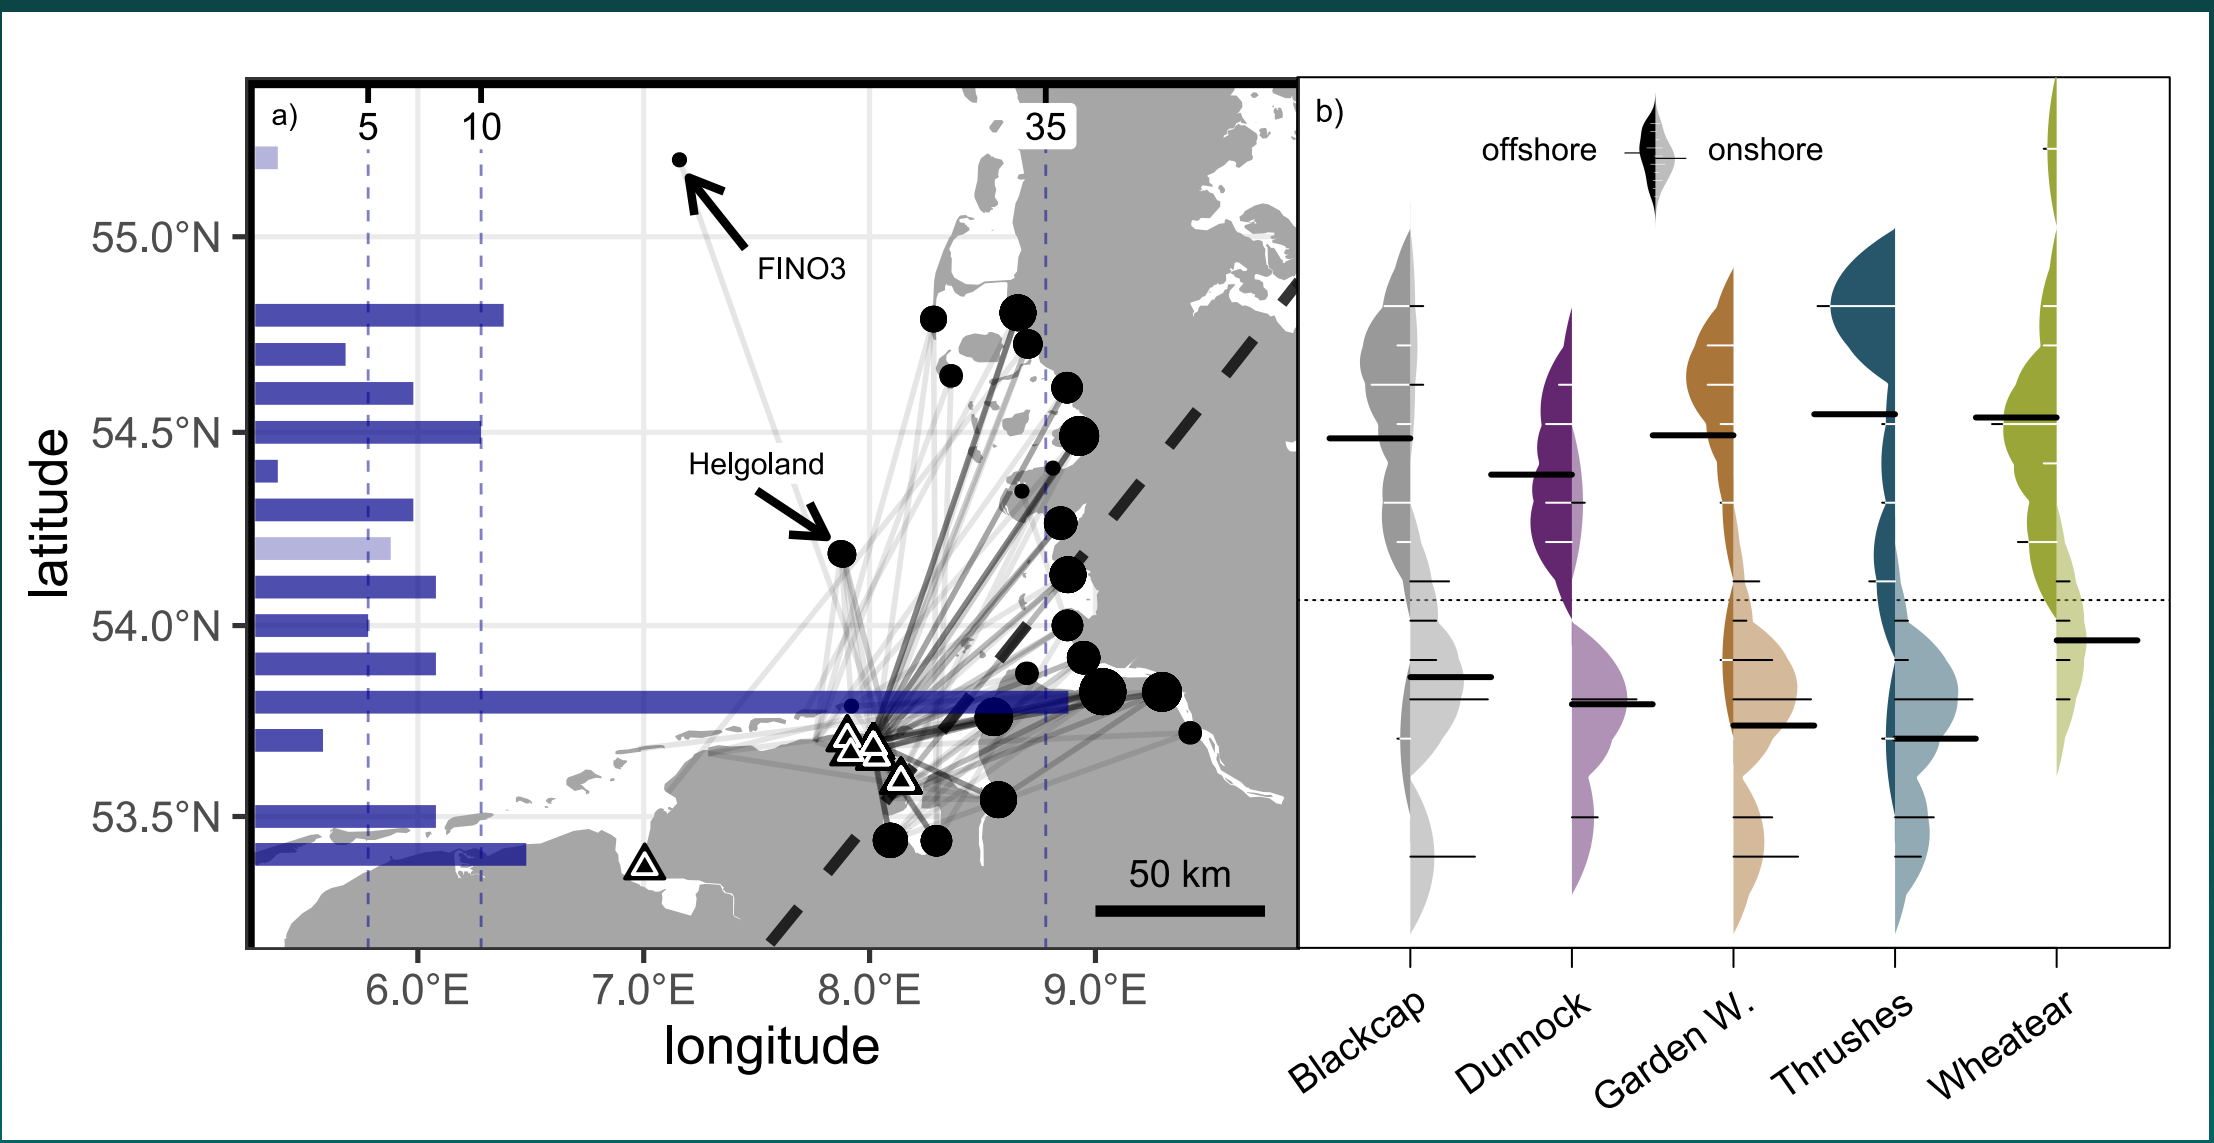 a)
5
10
35
b)
offshore
onshore
FINO3
Helgoland
latitude
55.0°N
54.5°N
54.0°N
53.5°N
50 km
6.0°E
7.0°E
8.0°E
9.0°E
longitude
Blackcap
Dunnock
Garden W.
Thrushes
Wheatear